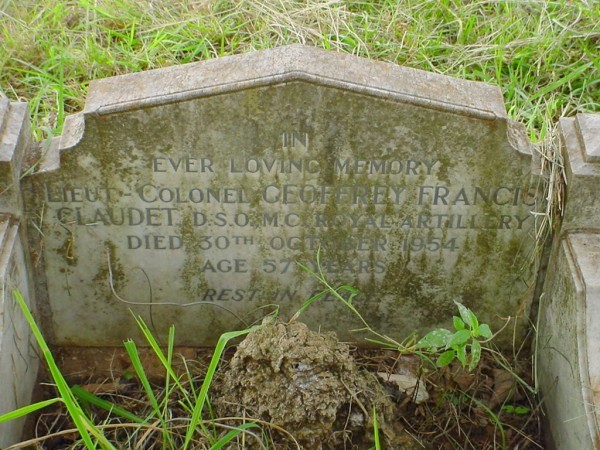 IN
EVER LOVING MEMORY
LIEUT-COLONEL GEOFFREY FRANCIS
CLAUDET, D.S.O. M.C. ROYAL ARTILLERY
DIED 30TH OCTOBER 1954
AGE 57 YEARS
REST IN PEACE